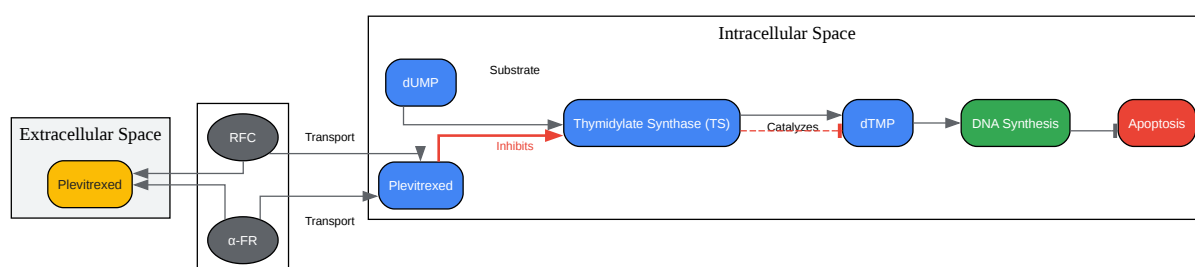 Intracellular Space
dUMP
Substrate
Extracellular Space
RFC
Transport
Thymidylate Synthase (TS)
Catalyzes
dTMP
DNA Synthesis
Apoptosis
Inhibits
Plevitrexed
Plevitrexed
Transport
α-FR